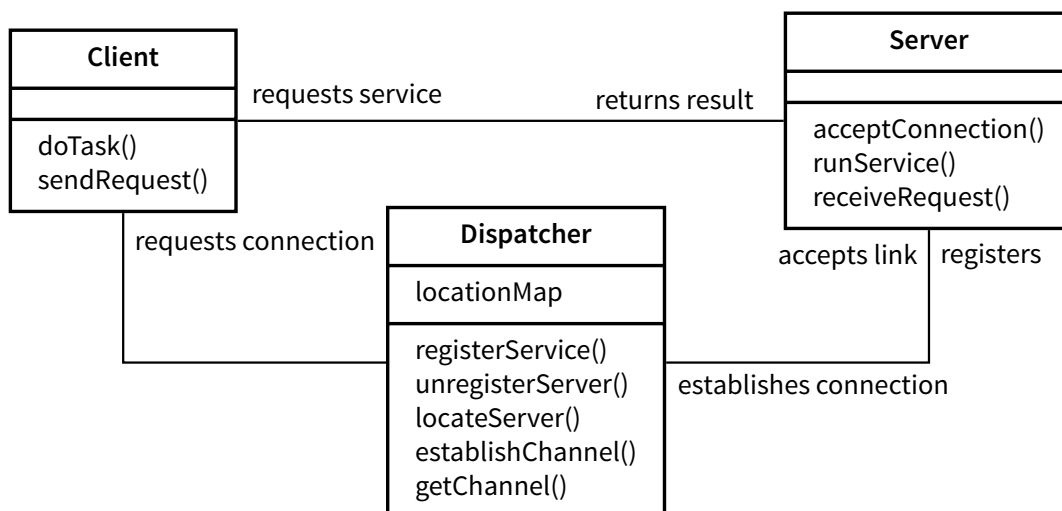 Client
doTask()
sendRequest()
requests service
returns result
Server
acceptConnection()
runService()
receiveRequest()
requests connection
Dispatcher
locationMap
registerService()
unregisterServer()
locateServer()
establishChannel()
getChannel()
accepts link
registers
establishes connection